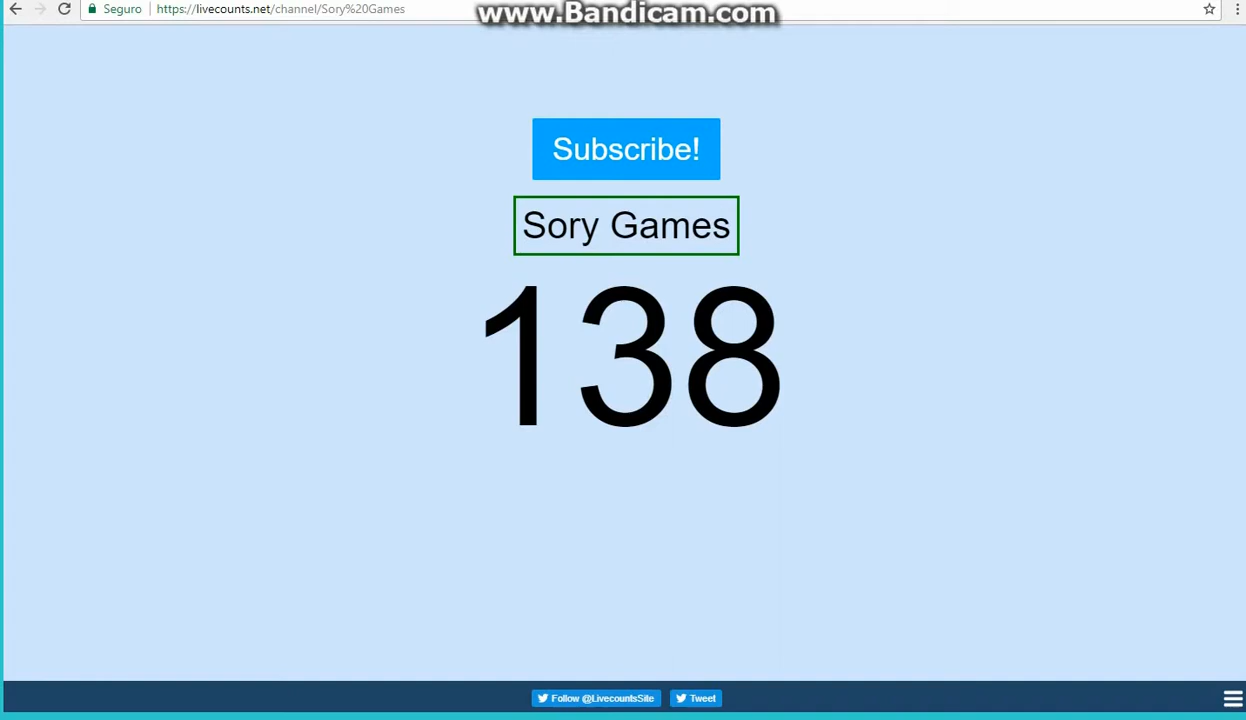 Seguro https://livecounts.net/channel/Sory%20Games
www.Bandicam.com
Subscribe!
Sory Games
138
Follow @LivecountsSite Tweet